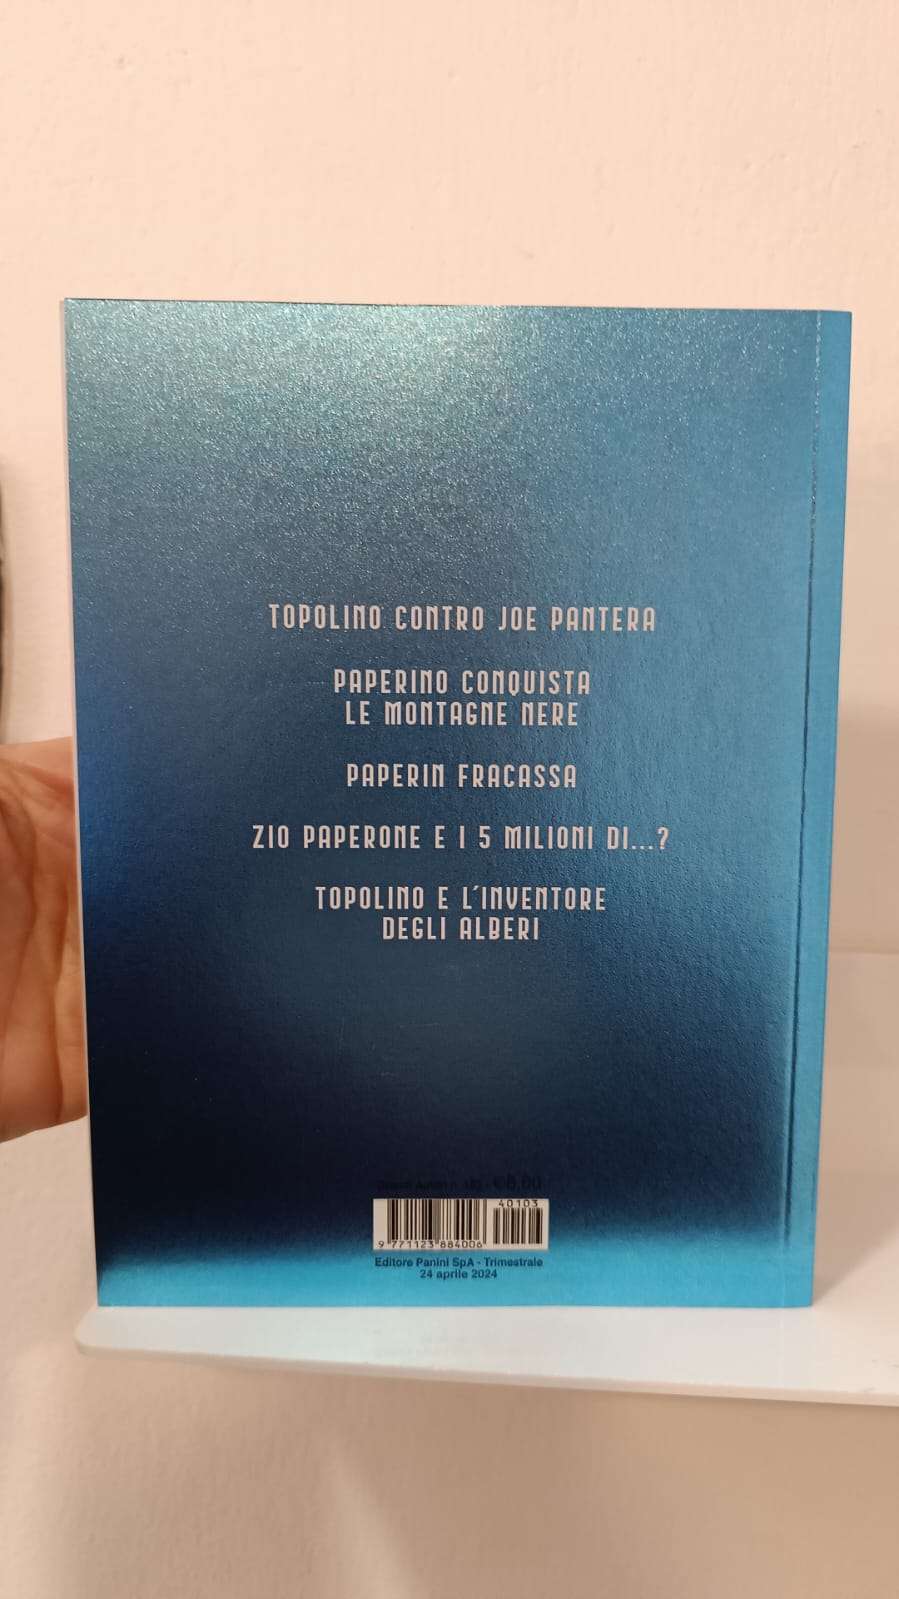 TOPOLINO CONTRO JOE PANTERA
PAPERINO CONQUISTA
LE MONTAGNE NERE
PAPERIN FRACASSA
ZIO PAPERONE E I 5 MILIONI DI...?
TOPOLINO E L'INVENTORE
DEGLI ALBERI
40103
9 771123 884006
Editore Panini SpA - Trimestrale
24 aprile 2024